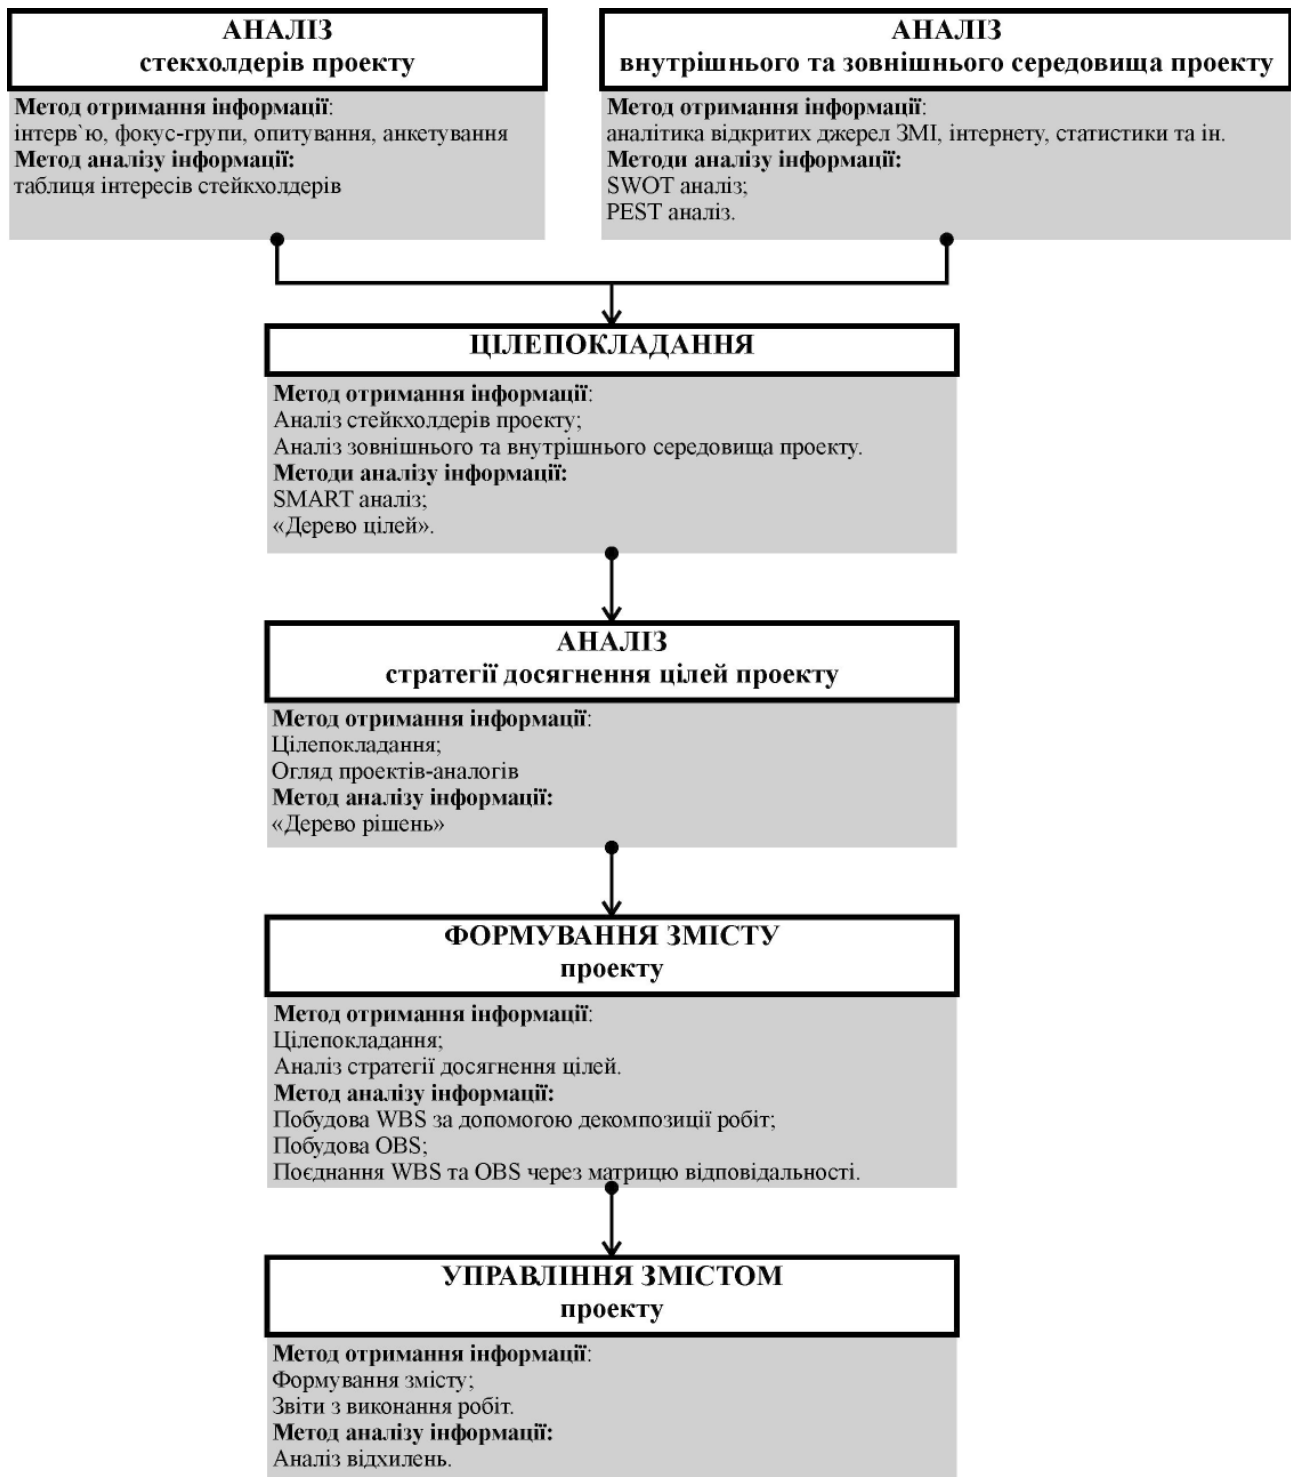 АНАЛІЗ
стекхолдерів проекту
Метод отримання інформації:
інтерв`ю, фокус-групи, опитування, анкетування
Метод аналізу інформації:
таблиця інтересів стейкхолдерів
АНАЛІЗ
внутрішнього та зовнішнього середовища проекту
Метод отримання інформації:
аналітика відкритих джерел ЗМІ, інтернету, статистики та ін.
Методи аналізу інформації:
SWOT аналіз;
PEST аналіз.
ЦІЛЕПОКЛАДАННЯ
Метод отримання інформації:
Аналіз стейкхолдерів проекту;
Аналіз зовнішнього та внутрішнього середовища проекту.
Методи аналізу інформації:
SMART аналіз;
«Дерево цілей».
АНАЛІЗ
стратегії досягнення цілей проекту
Метод отримання інформації:
Цілепокладання;
Огляд проектів-аналогів
Метод аналізу інформації:
«Дерево рішень»
ФОРМУВАННЯ ЗМІСТУ
проекту
Метод отримання інформації:
Цілепокладання;
Аналіз стратегії досягнення цілей.
Метод аналізу інформації:
Побудова WBS за допомогою декомпозиції робіт;
Побудова OBS;
Поєднання WBS та OBS через матрицю відповідальності.
УПРАВЛІННЯ ЗМІСТОМ
проекту
Метод отримання інформації:
Формування змісту;
Звіти з виконання робіт.
Метод аналізу інформації:
Аналіз відхилень.